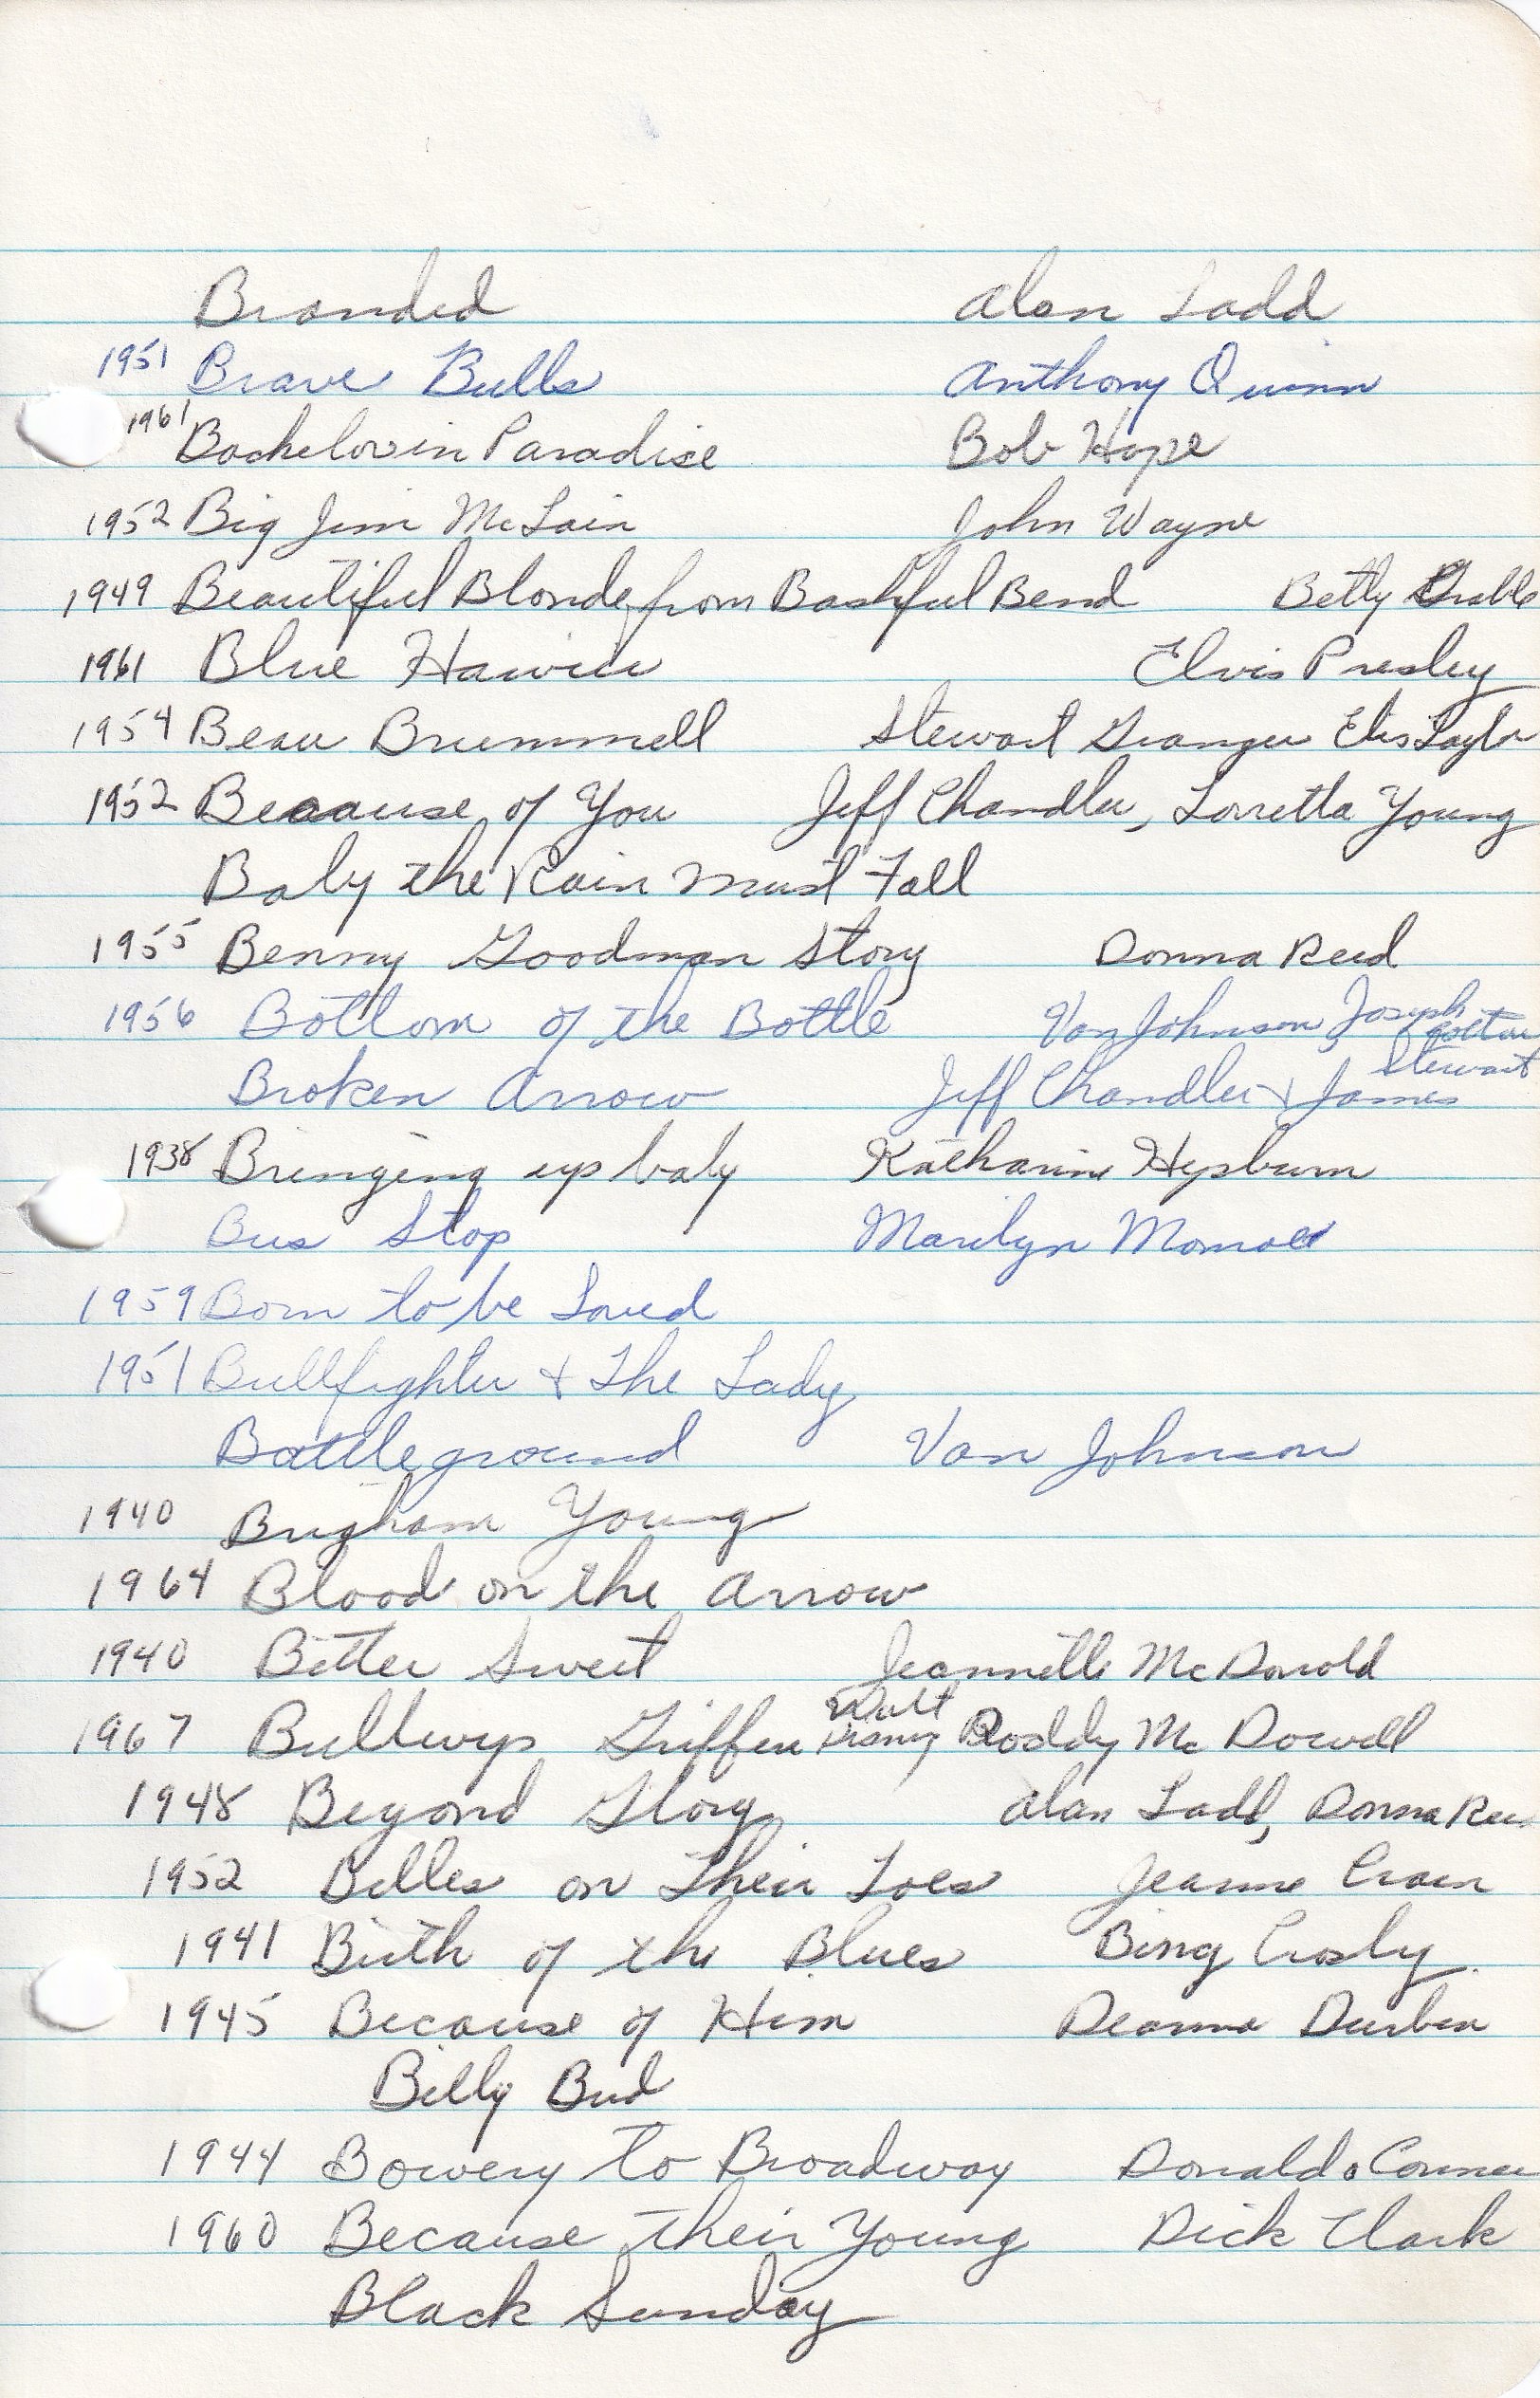 Branded Alan Ladd
1951 Brave Bulls Anthony Quinn
1961 Bachelor in Paradise Bob Hope
1952 Big Jim McLain John Wayne
1949 Beautiful Blonde from Bashful Bend Betty Grable
1961 Blue Hawii Elvis Presley
1954 Beau Brummell Stewart Granger Eliz Taylor
1952 Because of You Jeff Chandler, Lorretta Young
Baby the Rain Must Fall
1955 Benny Goodman Story Donna Reed
1956 Bottom of the Bottle Van Johnson Joseph Cotton
Broken Arrow Jeff Chandler + James Stewart
1938 Bringing up baby Katharine Hepburn
Bus Stop Marilyn Monroe
1959 Born to be Loved
1951 Bullfighter + The Lady
Battleground Van Johnson
1940 Brigham Young
1964 Blood on the Arrow
1940 Bitter Sweet Jeannette McDonald
1967 Bullwyp Griffen Walt Disney Roddy McDowell
1948 Beyond Glory Alan Ladd, Donna Reed
1952 Belles on Their Toes Jeanne Crain
1941 Birth of the Blues Bing Crosby
1945 Because of Him Deanna Durbin
Billy Bud
1944 Bowery to Broadway Donald o Conner
1960 Because their Young Dick Clark
Black Sunday